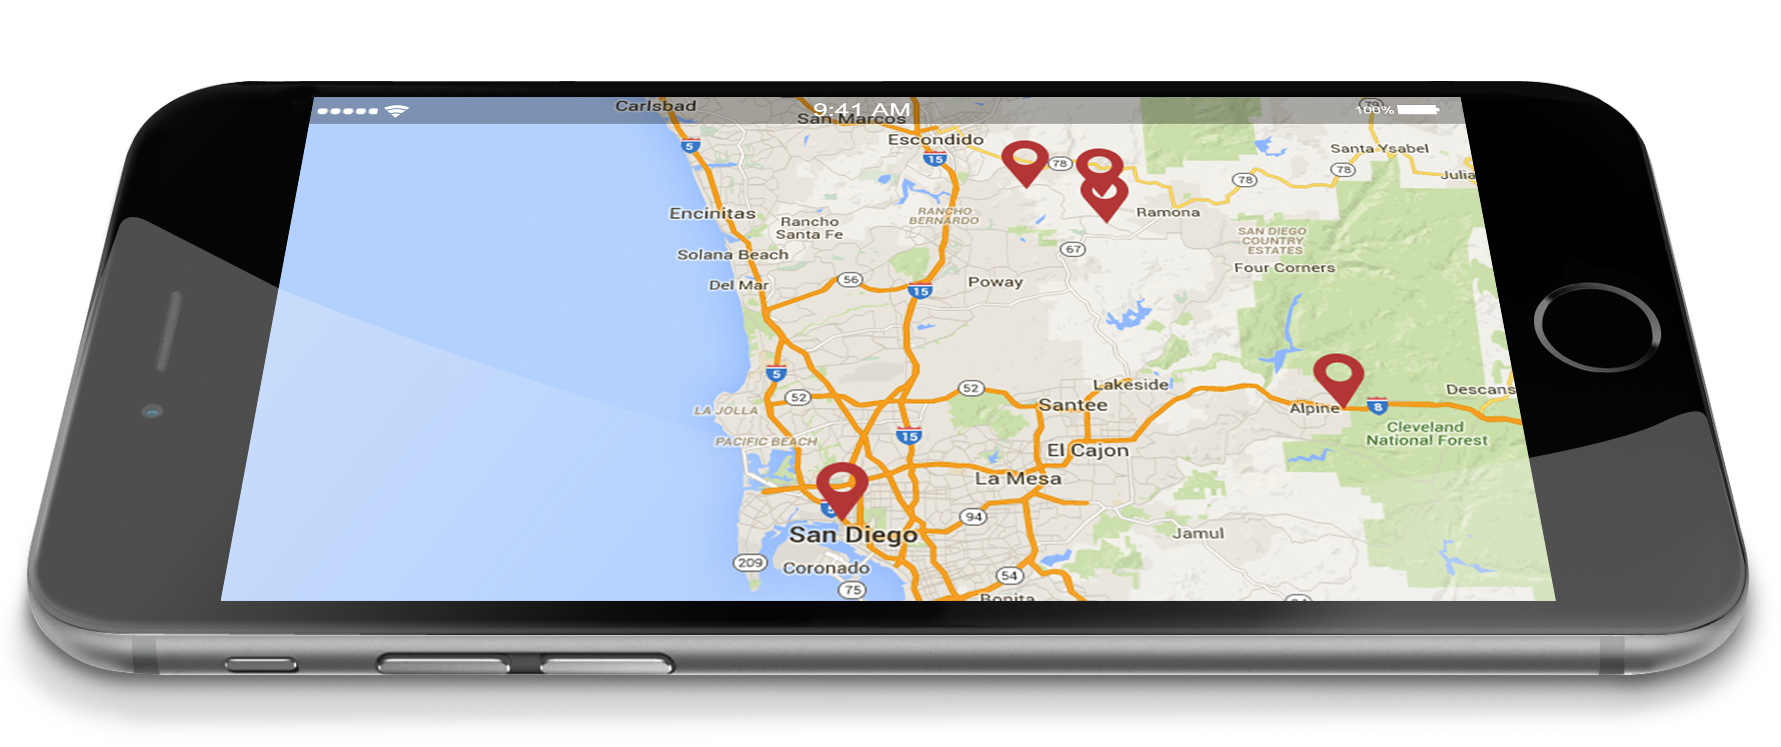 Carlsbad
9:41 AM
100%
79
San Marcos
Escondido
5
15
78
Santa Ysabel
78
78
Julia
Encinitas
Rancho
Santa Fe
RANCHO
BERNARDO
Ramona
Solana Beach
67
SAN DIEGO
COUNTRY
ESTATES
Four Corners
Del Mar
56
15
Poway
5
52
52
Lakeside
Descans
LA JOLLA
Santee
Alpine
8
15
PACIFIC BEACH
Cleveland
National Forest
El Cajon
La Mesa
5
94
San Diego
Jamul
209
Coronado
54
75
Bonita
94